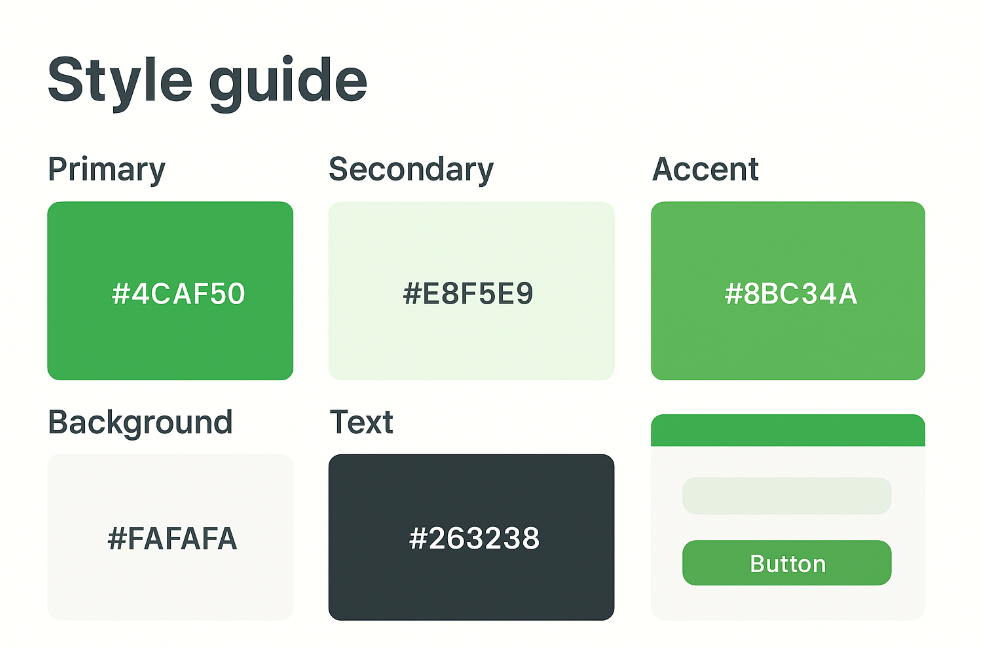 Style guide
Primary
Secondary
Accent
#4CAF50
#E8F5E9
#8BC34A
Background
Text
#FAFAFA
#263238
Button